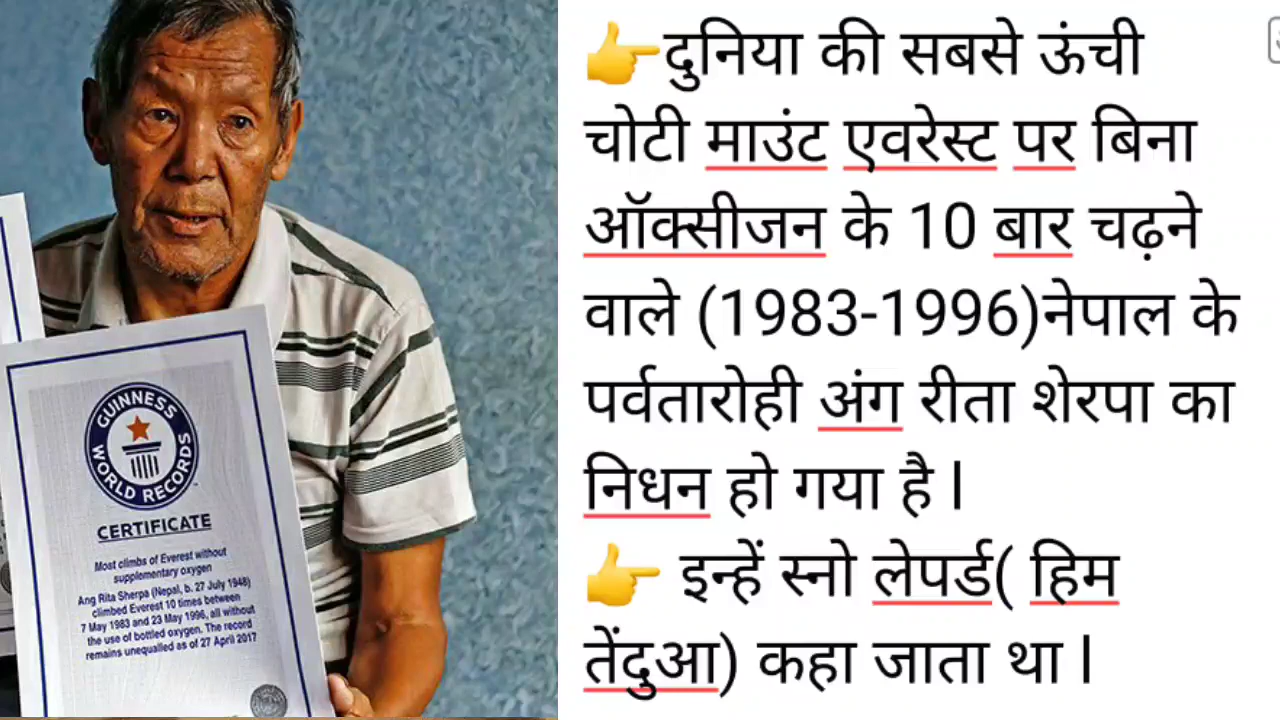 GUINNESS
WORLD RECORDS
CERTIFICATE
Most climbs of Everest without
supplementary oxygen
Ang Rita Sherpa (Nepal, b. 27 July 1948)
climbed Everest 10 times between
7 May 1983 and 23 May 1996, all without
the use of bottled oxygen. The record
remains unequalled as of 27 April 2017
👉दुनिया की सबसे ऊंची
चोटी माउंट एवरेस्ट पर बिना
ऑक्सीजन के 10 बार चढ़ने
वाले (1983-1996)नेपाल के
पर्वतारोही अंग रीता शेरपा का
निधन हो गया है l
👉 इन्हें स्नो लेपर्ड( हिम
तेंदुआ) कहा जाता था l